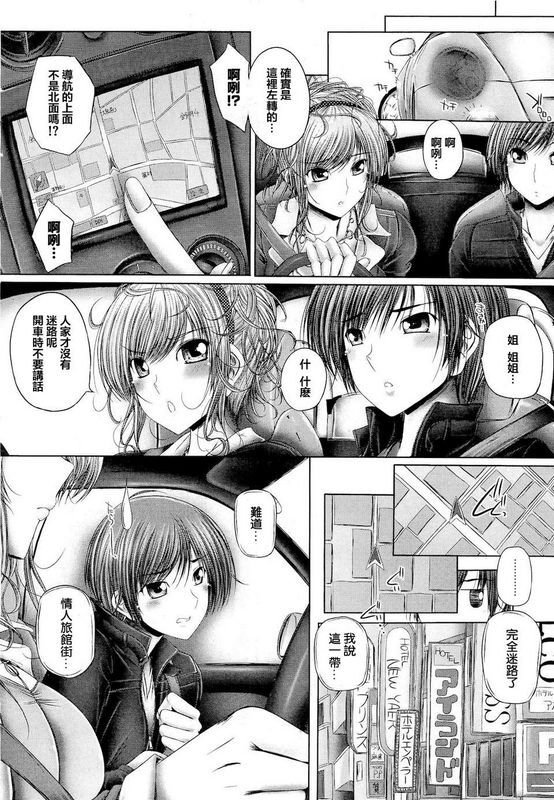 啊
啊咧…
確實是
這裡左轉的…
啊咧!?
導航的上面
不是北面嗎!?
啊咧…
姐 姐姐…
什 什麽
人家才沒有
迷路呢
開車時不要講話
……
完全迷路了
我說
這一帶…
HOTEL
NEW YORK
プリンス
ホテルエンペラー
HOTEL
アイランド
難道…
情人旅館街…